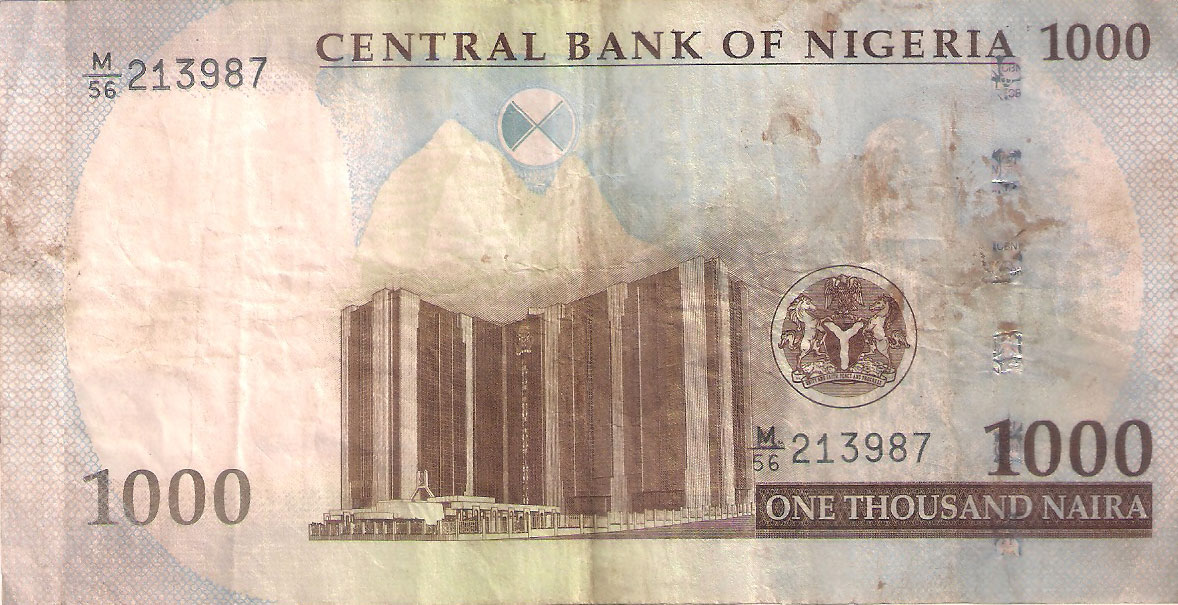 CENTRAL BANK OF NIGERIA 1000
M/56 213987
M/56 213987
1000
1000
ONE THOUSAND NAIRA